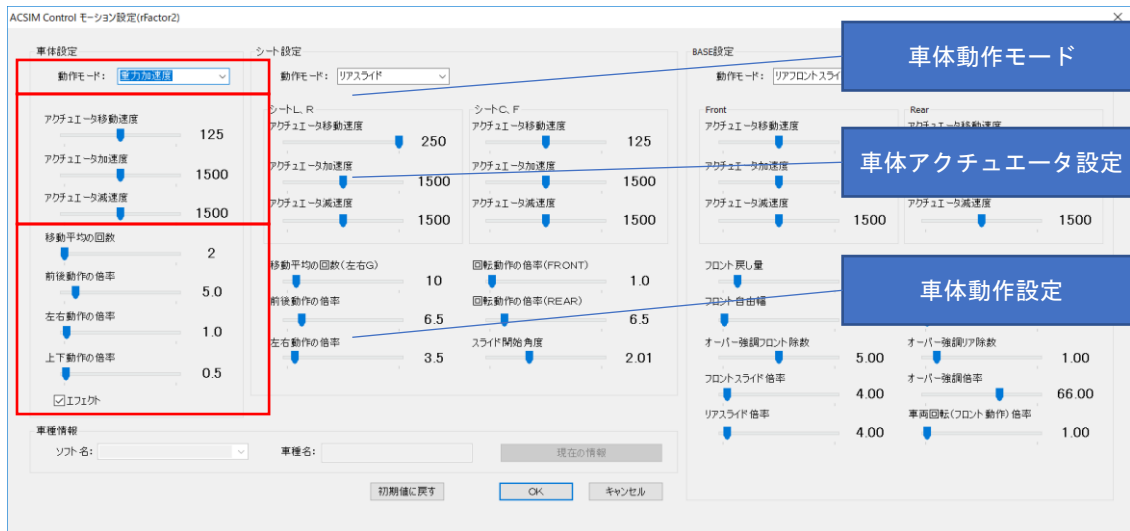 ACSIM Control モーション設定(rFactor2)
車体設定
動作モード: 重力加速度
アクチュエータ移動速度
125
アクチュエータ加速度
1500
アクチュエータ減速度
1500
移動平均の回数
2
前後動作の倍率
5.0
左右動作の倍率
1.0
上下動作の倍率
0.5
エフェクト
シート設定
動作モード: リアスライド
シートL, R
アクチュエータ移動速度
250
アクチュエータ加速度
1500
アクチュエータ減速度
1500
シートC, F
アクチュエータ移動速度
125
アクチュエータ加速度
1500
アクチュエータ減速度
1500
移動平均の回数(左右G)
10
前後動作の倍率
6.5
左右動作の倍率
3.5
回転動作の倍率(FRONT)
1.0
回転動作の倍率(REAR)
6.5
スライド開始角度
2.01
BASE設定
動作モード: リアフロントスライ
Front
アクチュエータ移動速度
アクチュエータ加速度
アクチュエータ減速度
1500
Rear
アクチュエータ減速度
1500
フロント戻し量
フロント自由幅
オーバー強調フロント除数
5.00
フロントスライド倍率
4.00
リアスライド倍率
4.00
オーバー強調リア除数
1.00
オーバー強調倍率
66.00
車両回転(フロント動作)倍率
1.00
車体動作モード
車体アクチュエータ設定
車体動作設定
車種情報
ソフト名:
車種名:
現在の情報
初期値に戻す
OK
キャンセル